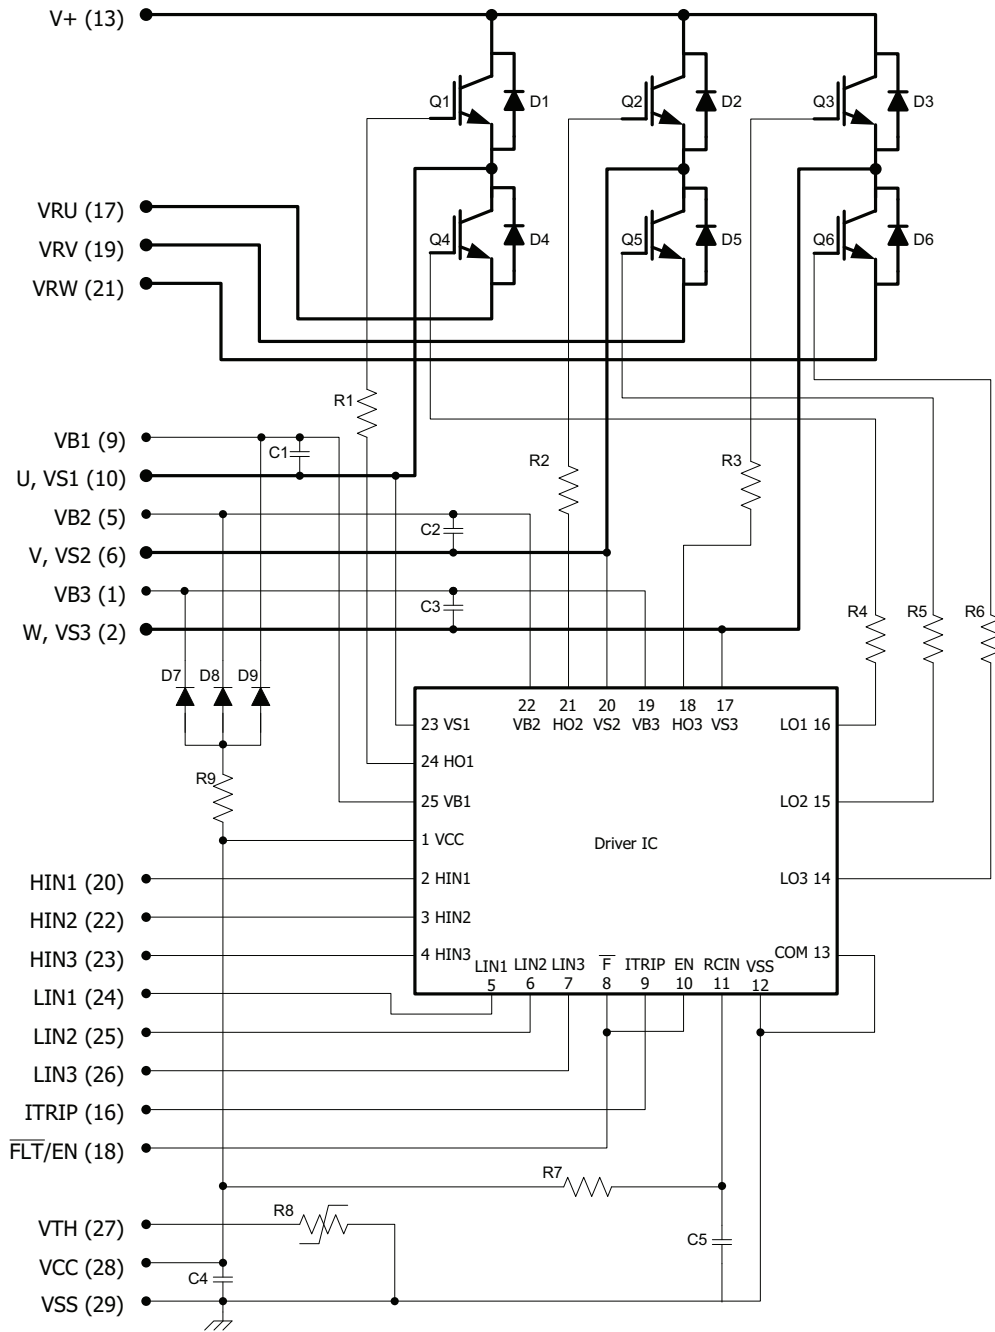 V+ (13)
Q1
D1
Q2
D2
Q3
D3
VRU (17)
VRV (19)
VRW (21)
Q4
D4
Q5
D5
Q6
D6
R1
R2
R3
VB1 (9)
C1
U, VS1 (10)
VB2 (5)
C2
V, VS2 (6)
VB3 (1)
C3
W, VS3 (2)
R4
R5
R6
D7
D8
D9
R9
22
VB2
21
HO2
20
VS2
19
VB3
18
HO3
17
VS3
23 VS1
24 HO1
25 VB1
1 VCC
2 HIN1
3 HIN2
4 HIN3
Driver IC
LO1 16
LO2 15
LO3 14
COM 13
LIN1
5
LIN2
6
LIN3
7
F̅
8
ITRIP
9
EN
10
RCIN
11
VSS
12
HIN1 (20)
HIN2 (22)
HIN3 (23)
LIN1 (24)
LIN2 (25)
LIN3 (26)
ITRIP (16)
F̅L̅T̅/EN (18)
R7
R8
VTH (27)
C5
VCC (28)
C4
VSS (29)